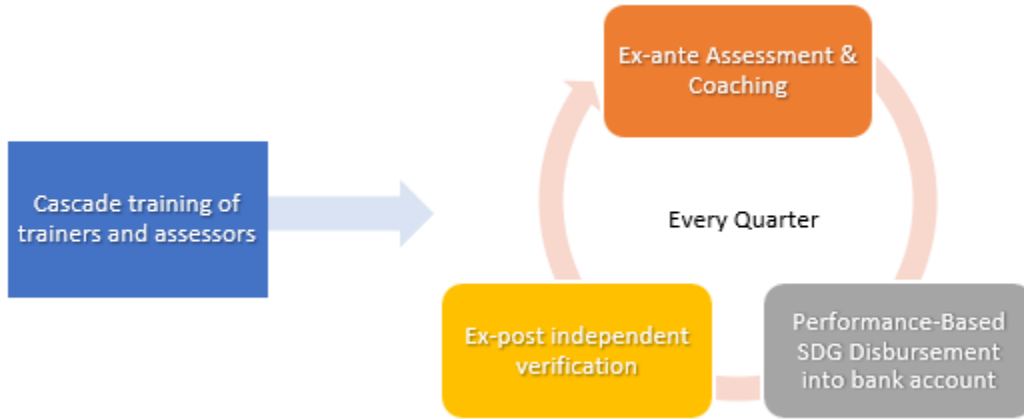 Ex-ante Assessment &
Coaching
Cascade training of
trainers and assessors
Every Quarter
Ex-post independent
verification
Performance-Based
SDG Disbursement
into bank account